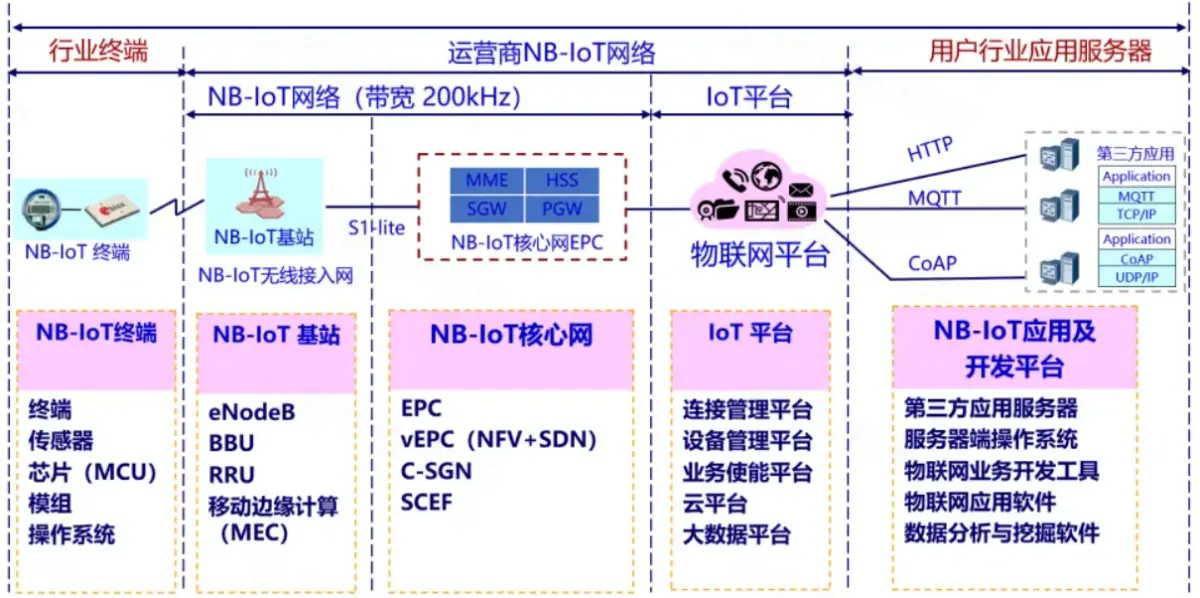 行业终端
运营商NB-IoT网络
用户行业应用服务器
NB-IoT网络（带宽 200kHz）
IoT平台
NB-IoT 终端
NB-IoT基站
NB-IoT无线接入网
S1-lite
MME
HSS
SGW
PGW
NB-IoT核心网EPC
物联网平台
HTTP
MQTT
CoAP
第三方应用
Application
MQTT
TCP/IP
Application
CoAP
UDP/IP
NB-IoT终端
终端
传感器
芯片（MCU）
模组
操作系统
NB-IoT 基站
eNodeB
BBU
RRU
移动边缘计算
（MEC）
NB-IoT核心网
EPC
vEPC（NFV+SDN）
C-SGN
SCEF
IoT 平台
连接管理平台
设备管理平台
业务使能平台
云平台
大数据平台
NB-IoT应用及
开发平台
第三方应用服务器
服务器端操作系统
物联网业务开发工具
物联网应用软件
数据分析与挖掘软件